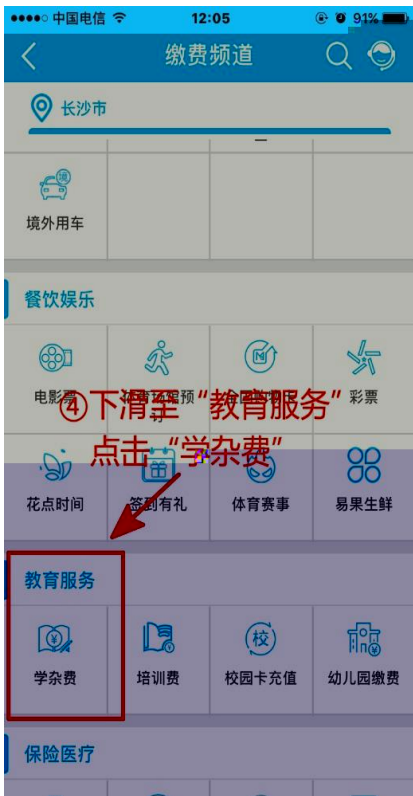 中国电信 12:05 91%
缴费频道
长沙市
境外用车
餐饮娱乐
电影票 彩票
④下滑至“教育服务”
点击“学杂费”
花点时间 签到有礼 体育赛事 易果生鲜
教育服务
学杂费 培训费 校园卡充值 幼儿园缴费
保险医疗